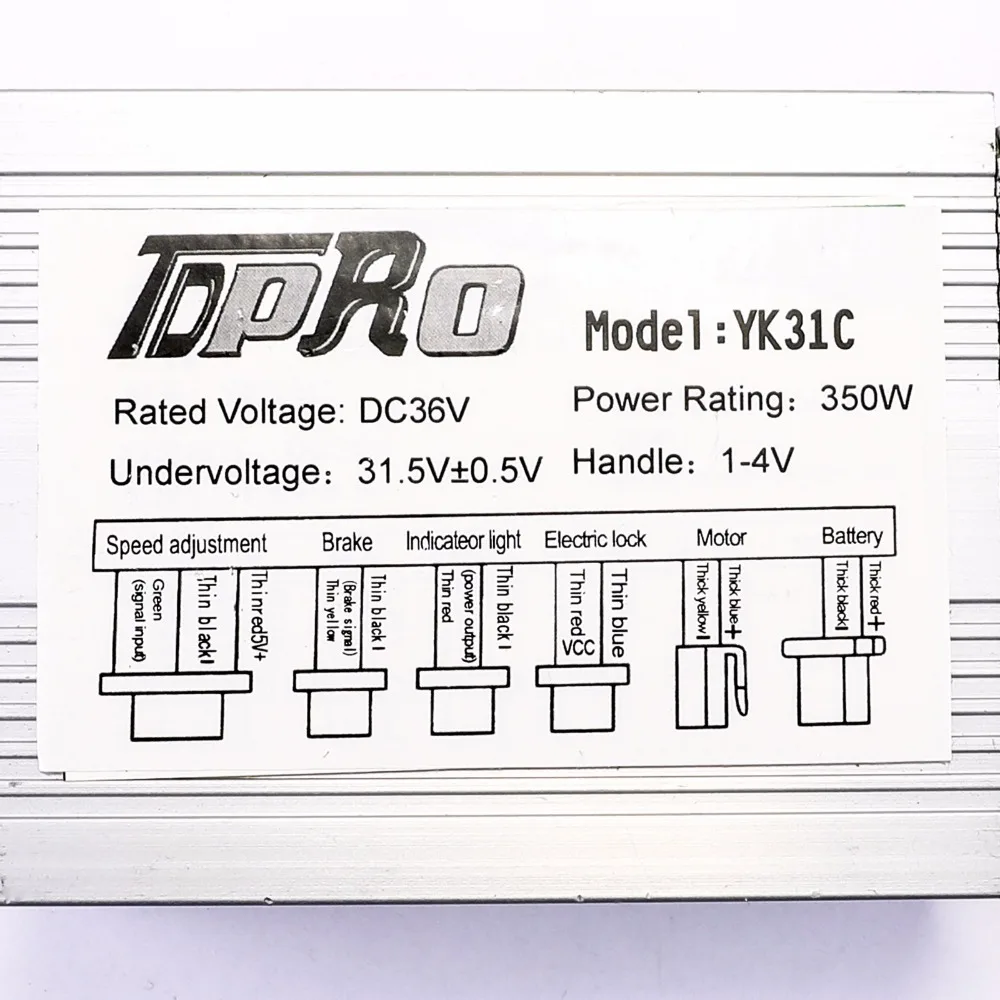 TDPRO
Model:YK31C
Rated Voltage: DC36V
Power Rating: 350W
Undervoltage: 31.5V±0.5V
Handle: 1-4V
Speed adjustment
Brake
Indicateor light
Electric lock
Motor
Battery
Green
(signal input)
Thin black-
Thinred5V+
(Brake signal)
Thin yellow
Thin black-
(power output)
Thin red
Thin black-
Thin red
VCC
Thin blue
Thick yellow-
Thick blue+
Thick black-
Thick red+